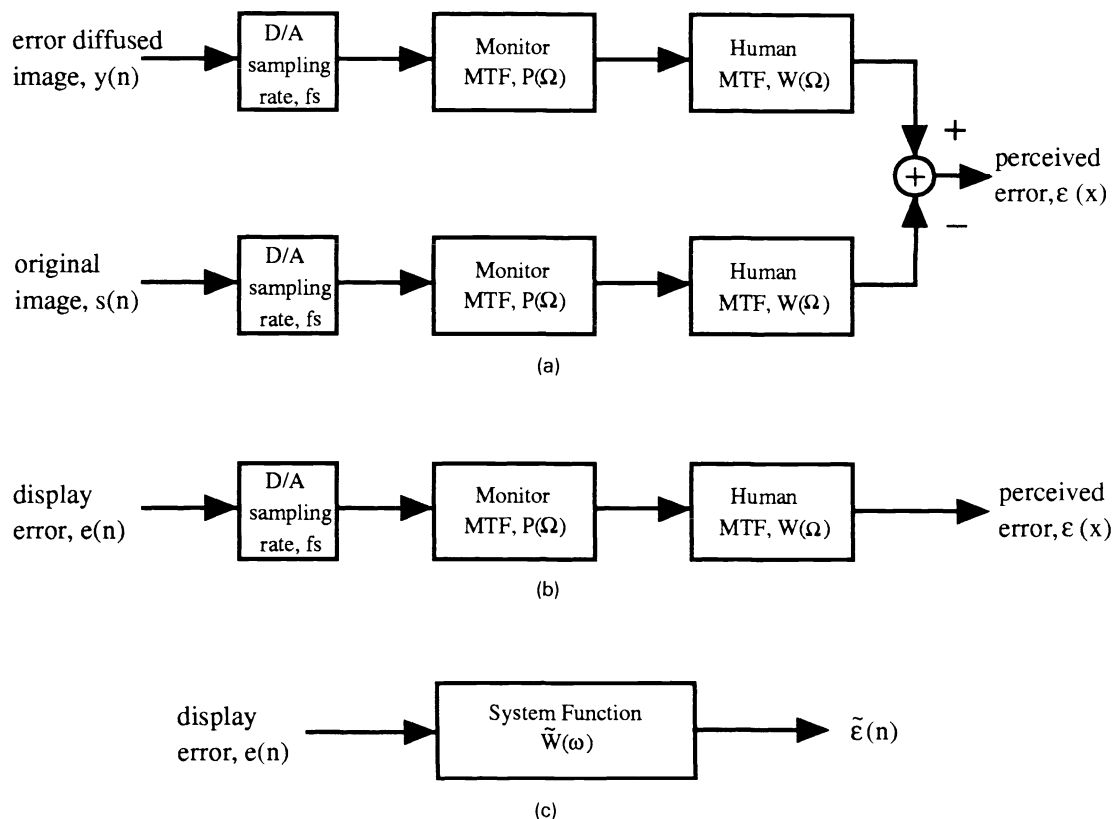 error diffused
image, y(n)
D/A
sampling
rate, fs
Monitor
MTF, P(Ω)
Human
MTF, W(Ω)
+
+
perceived
error, ε (x)
−
original
image, s(n)
D/A
sampling
rate, fs
Monitor
MTF, P(Ω)
Human
MTF, W(Ω)
(a)
display
error, e(n)
D/A
sampling
rate, fs
Monitor
MTF, P(Ω)
Human
MTF, W(Ω)
perceived
error, ε (x)
(b)
display
error, e(n)
System Function
W̃(ω)
ε̃(n)
(c)